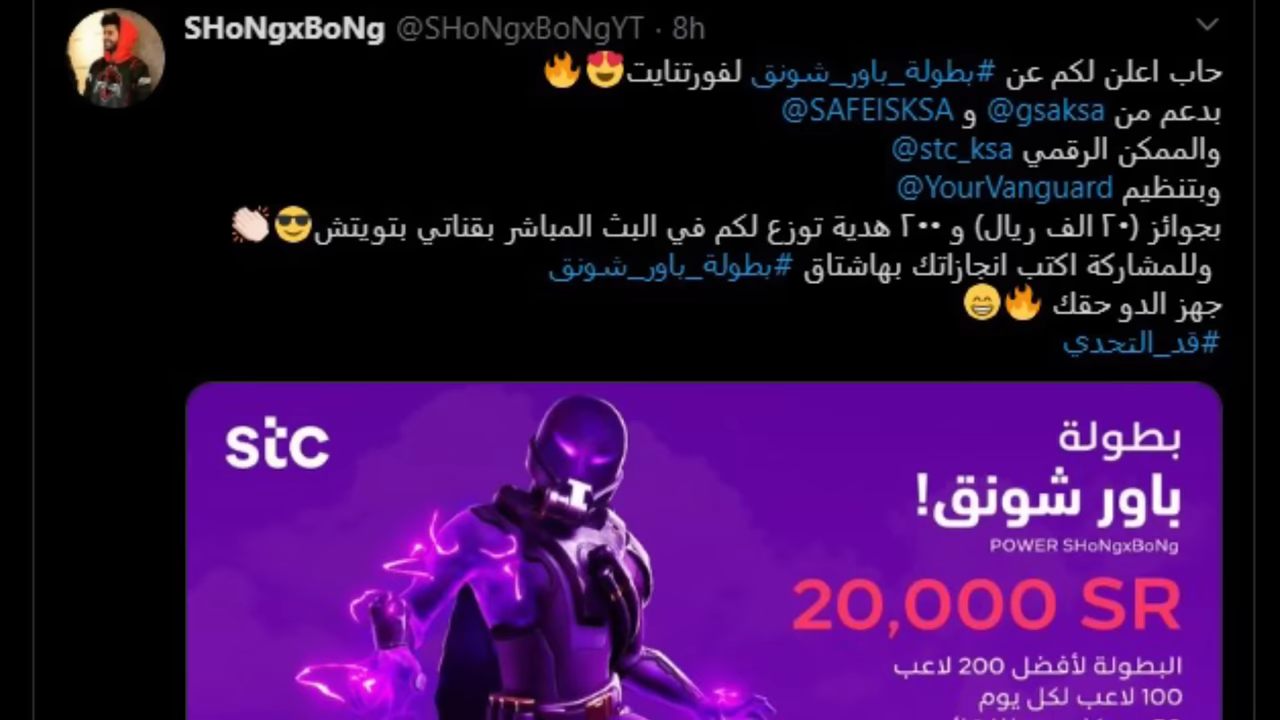 SHoNgxBoNg @SHoNgxBoNgYT · 8h
حاب اعلن لكم عن #بطولة_باور_شونق لفورتنايت😍🔥
بدعم من @gsaksa و @SAFEISKSA
والممكن الرقمي @stc_ksa
وبتنظيم @YourVanguard
بجوائز (٢٠ الف ريال) و ٢٠٠ هدية توزع لكم في البث المباشر بقناتي بتويتش😎👏🏻
وللمشاركة اكتب انجازاتك بهاشتاق #بطولة_باور_شونق
جهز الدو حقك 🔥😁
#قد_التحدي
stc
بطولة
باور شونق!
POWER SHoNgxBoNg
20,000 SR
البطولة لأفضل 200 لاعب
100 لاعب لكل يوم